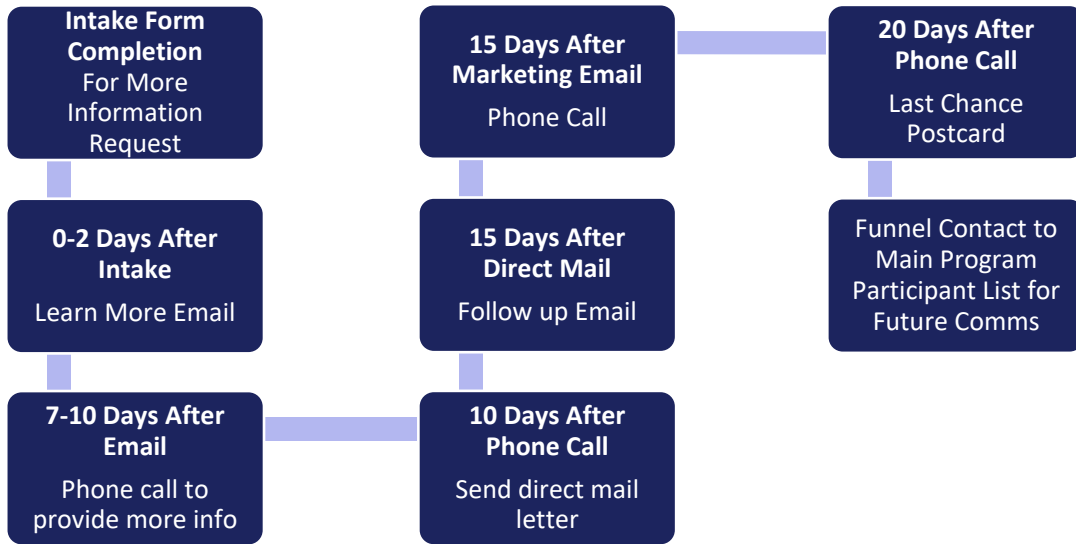 Intake Form
Completion
For More
Information
Request
0-2 Days After
Intake
Learn More Email
7-10 Days After
Email
Phone call to
provide more info
10 Days After
Phone Call
Send direct mail
letter
15 Days After
Direct Mail
Follow up Email
15 Days After
Marketing Email
Phone Call
20 Days After
Phone Call
Last Chance
Postcard
Funnel Contact to
Main Program
Participant List for
Future Comms